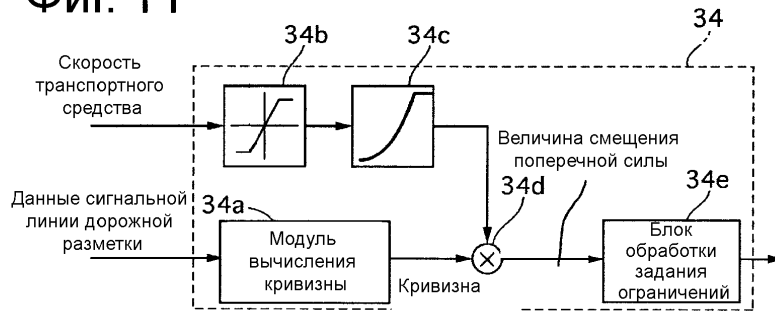 Фиг. 11
34
34b
34c
Скорость
транспортного
средства
Величина смещения
поперечной силы
34d
34e
Данные сигнальной
линии дорожной
разметки
34a
Модуль
вычисления
кривизны
Кривизна
Блок
обработки
задания
ограничений